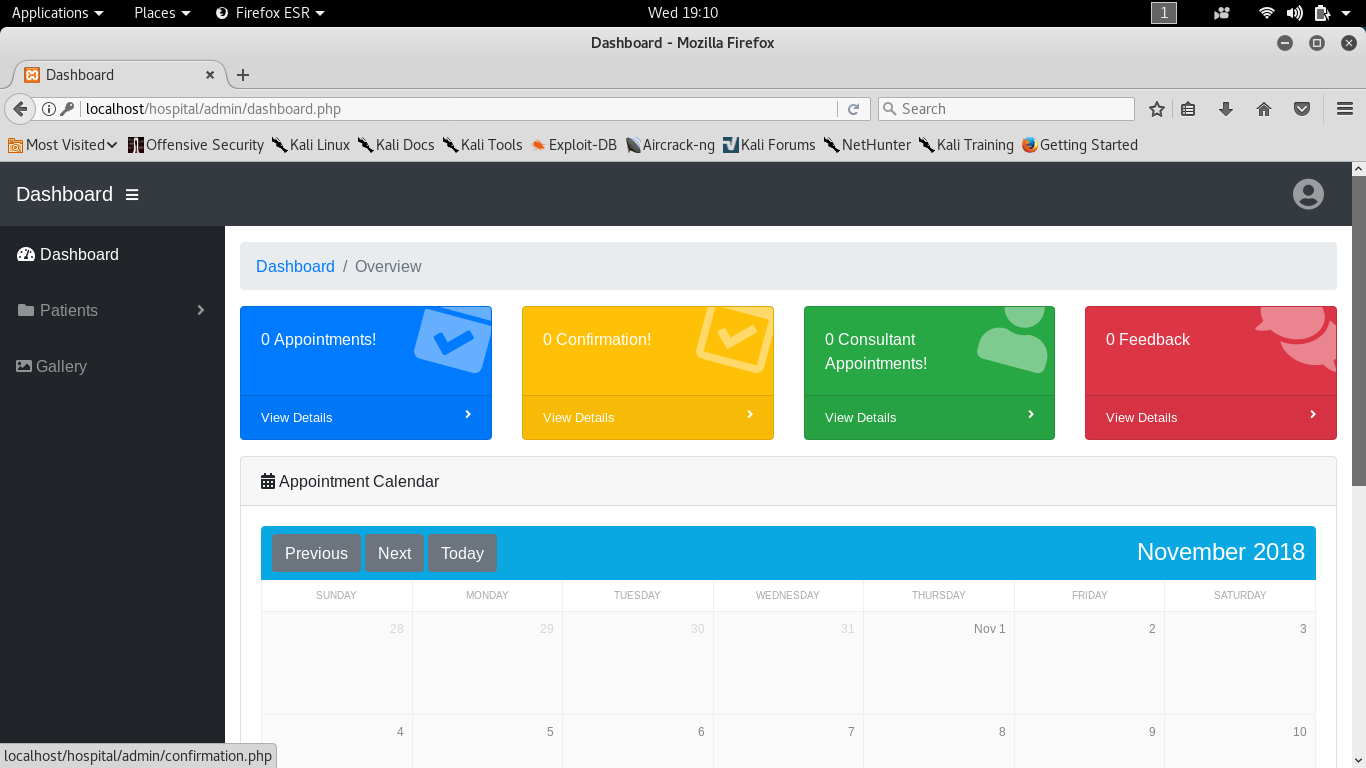 Applications Places Firefox ESR Wed 19:10 1
Dashboard - Mozilla Firefox
Dashboard
localhost/hospital/admin/dashboard.php Search
Most Visited Offensive Security Kali Linux Kali Docs Kali Tools Exploit-DB Aircrack-ng Kali Forums NetHunter Kali Training Getting Started
Dashboard
Dashboard
Patients
Gallery
Dashboard / Overview
0 Appointments!
View Details
0 Confirmation!
View Details
0 Consultant
Appointments!
View Details
0 Feedback
View Details
Appointment Calendar
Previous Next Today November 2018
SUNDAY MONDAY TUESDAY WEDNESDAY THURSDAY FRIDAY SATURDAY
28 29 30 31 Nov 1 2 3
4 5 6 7 8 9 10
localhost/hospital/admin/confirmation.php